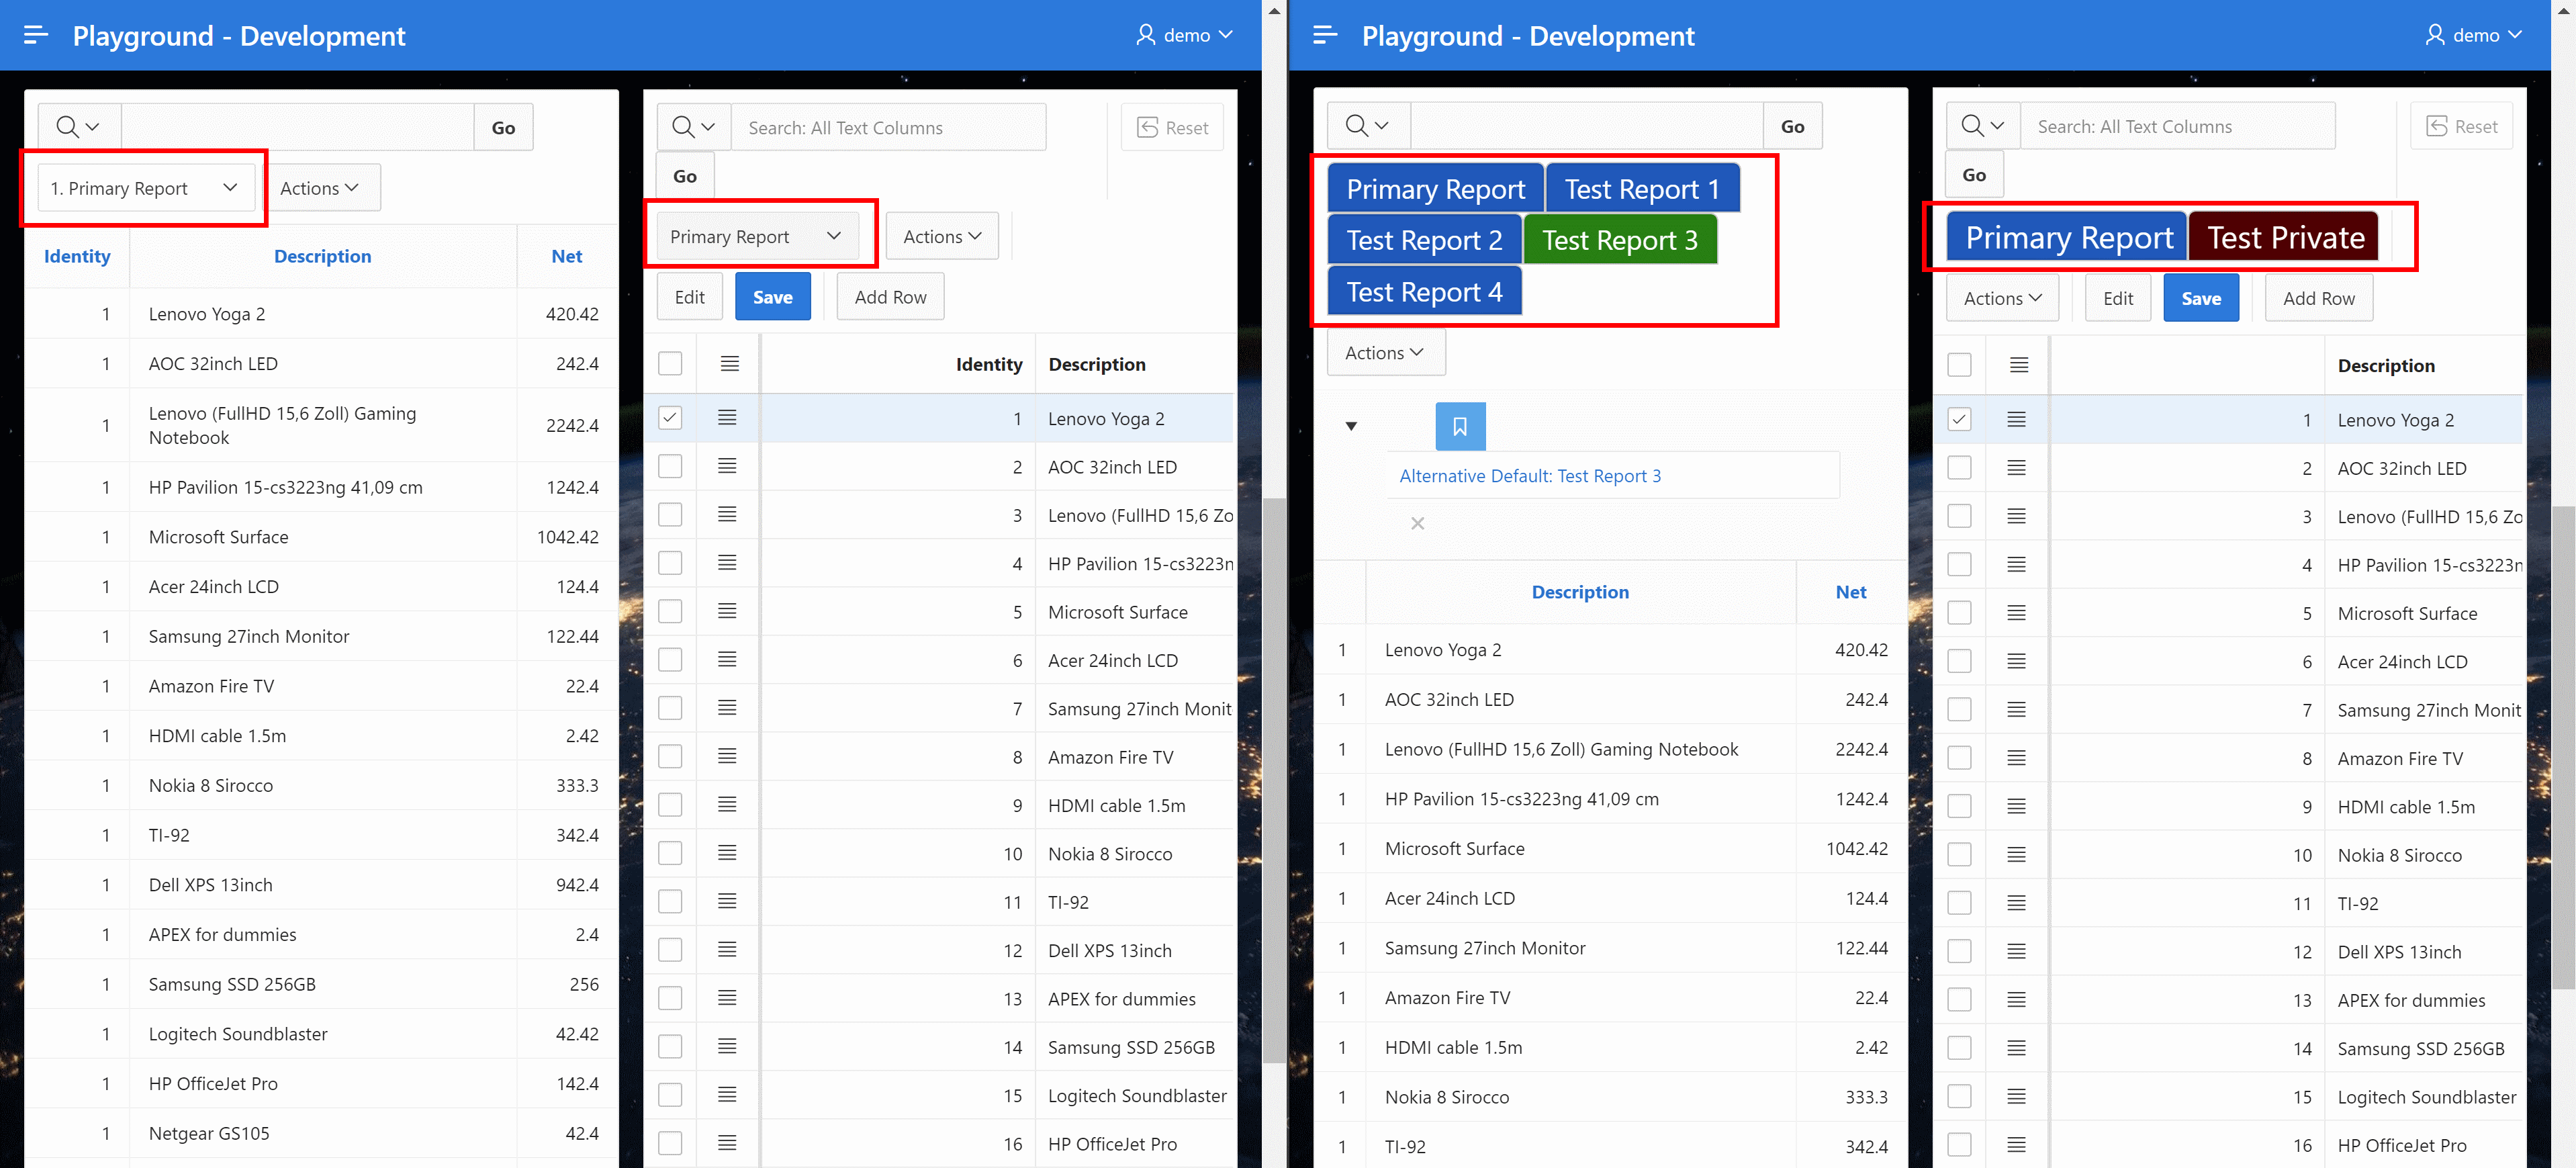 Playground - Development
demo
Go
1. Primary Report
Actions
Identity Description Net
1 Lenovo Yoga 2 420.42
1 AOC 32inch LED 242.4
1 Lenovo (FullHD 15,6 Zoll) Gaming
Notebook 2242.4
1 HP Pavilion 15-cs3223ng 41,09 cm 1242.4
1 Microsoft Surface 1042.42
1 Acer 24inch LCD 124.4
1 Samsung 27inch Monitor 122.44
1 Amazon Fire TV 22.4
1 HDMI cable 1.5m 2.42
1 Nokia 8 Sirocco 333.3
1 TI-92 342.4
1 Dell XPS 13inch 942.4
1 APEX for dummies 2.4
1 Samsung SSD 256GB 256
1 Logitech Soundblaster 42.42
1 HP OfficeJet Pro 142.4
1 Netgear GS105 42.4
Search: All Text Columns
Reset
Go
Primary Report
Actions
Edit Save Add Row
Identity Description
1 Lenovo Yoga 2
2 AOC 32inch LED
3 Lenovo (FullHD 15,6 Zo
4 HP Pavilion 15-cs3223n
5 Microsoft Surface
6 Acer 24inch LCD
7 Samsung 27inch Monit
8 Amazon Fire TV
9 HDMI cable 1.5m
10 Nokia 8 Sirocco
11 TI-92
12 Dell XPS 13inch
13 APEX for dummies
14 Samsung SSD 256GB
15 Logitech Soundblaster
16 HP OfficeJet Pro
Playground - Development
demo
Go
Primary Report Test Report 1
Test Report 2 Test Report 3
Test Report 4
Actions
Alternative Default: Test Report 3
Description Net
1 Lenovo Yoga 2 420.42
1 AOC 32inch LED 242.4
1 Lenovo (FullHD 15,6 Zoll) Gaming Notebook 2242.4
1 HP Pavilion 15-cs3223ng 41,09 cm 1242.4
1 Microsoft Surface 1042.42
1 Acer 24inch LCD 124.4
1 Samsung 27inch Monitor 122.44
1 Amazon Fire TV 22.4
1 HDMI cable 1.5m 2.42
1 Nokia 8 Sirocco 333.3
1 TI-92 342.4
Search: All Text Columns
Reset
Go
Primary Report Test Private
Actions Edit Save Add Row
Description
1 Lenovo Yoga 2
2 AOC 32inch LED
3 Lenovo (FullHD 15,6 Zo
4 HP Pavilion 15-cs3223n
5 Microsoft Surface
6 Acer 24inch LCD
7 Samsung 27inch Monit
8 Amazon Fire TV
9 HDMI cable 1.5m
10 Nokia 8 Sirocco
11 TI-92
12 Dell XPS 13inch
13 APEX for dummies
14 Samsung SSD 256GB
15 Logitech Soundblaster
16 HP OfficeJet Pro